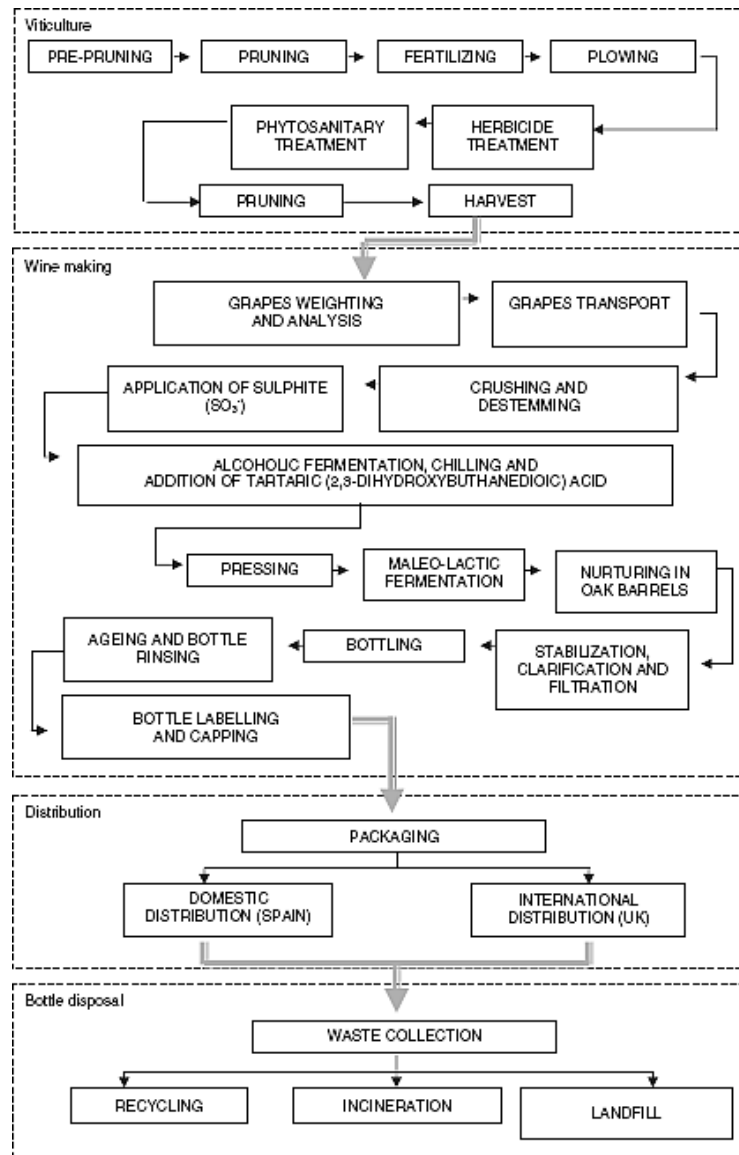 Viticulture
PRE-PRUNING
PRUNING
FERTILIZING
PLOWING
PHYTOSANITARY
TREATMENT
HERBICIDE
TREATMENT
PRUNING
HARVEST
Wine making
GRAPES WEIGHTING
AND ANALYSIS
GRAPES TRANSPORT
APPLICATION OF SULPHITE
(SO₃⁻)
CRUSHING AND
DESTEMMING
ALCOHOLIC FERMENTATION, CHILLING AND
ADDITION OF TARTARIC (2,3-DIHYDROXYBUTHANEDIOIC) ACID
PRESSING
MALEO-LACTIC
FERMENTATION
NURTURING IN
OAK BARRELS
AGEING AND BOTTLE
RINSING
BOTTLING
STABILIZATION,
CLARIFICATION AND
FILTRATION
BOTTLE LABELLING
AND CAPPING
Distribution
PACKAGING
DOMESTIC
DISTRIBUTION (SPAIN)
INTERNATIONAL
DISTRIBUTION (UK)
Bottle disposal
WASTE COLLECTION
RECYCLING
INCINERATION
LANDFILL